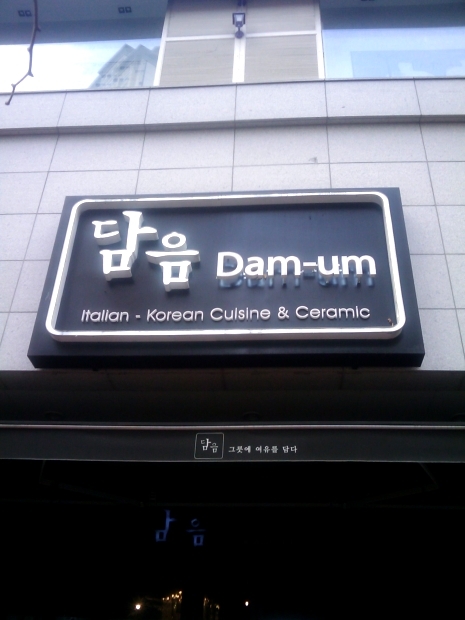 담음 Dam-um
Italian - Korean Cuisine & Ceramic
담음 그릇에 여유를 담다
담음